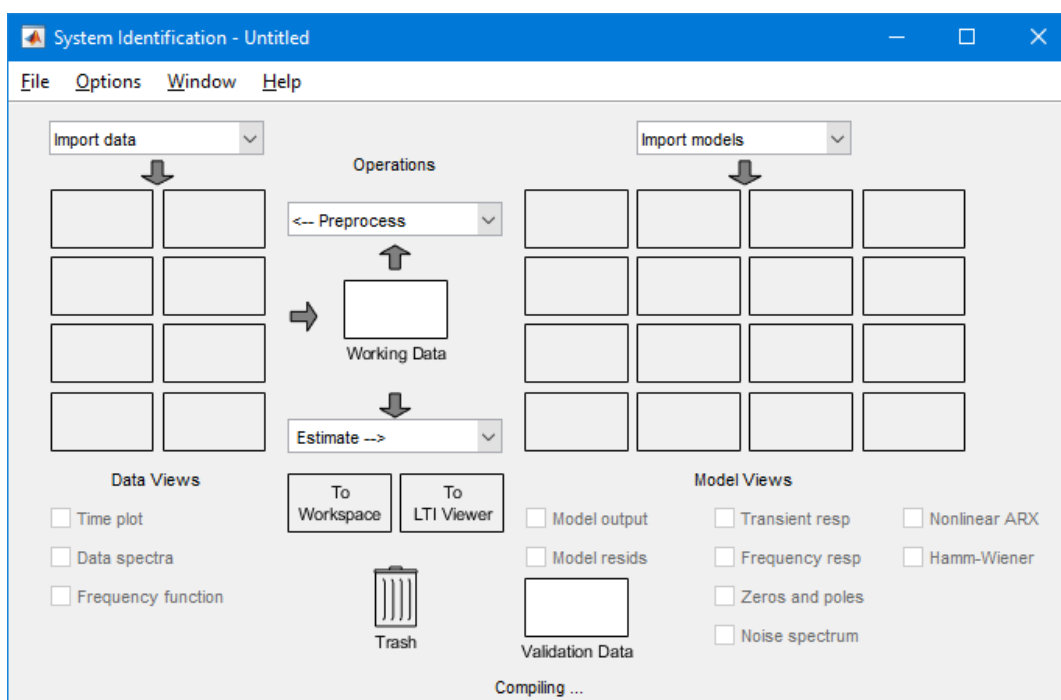 System Identification - Untitled
File Options Window Help
Import data
Import models
Operations
<-- Preprocess
Working Data
Estimate -->
Data Views
Model Views
To
Workspace
To
LTI Viewer
Time plot
Data spectra
Frequency function
Model output
Transient resp
Nonlinear ARX
Model resids
Frequency resp
Hamm-Wiener
Zeros and poles
Noise spectrum
Trash
Validation Data
Compiling ...